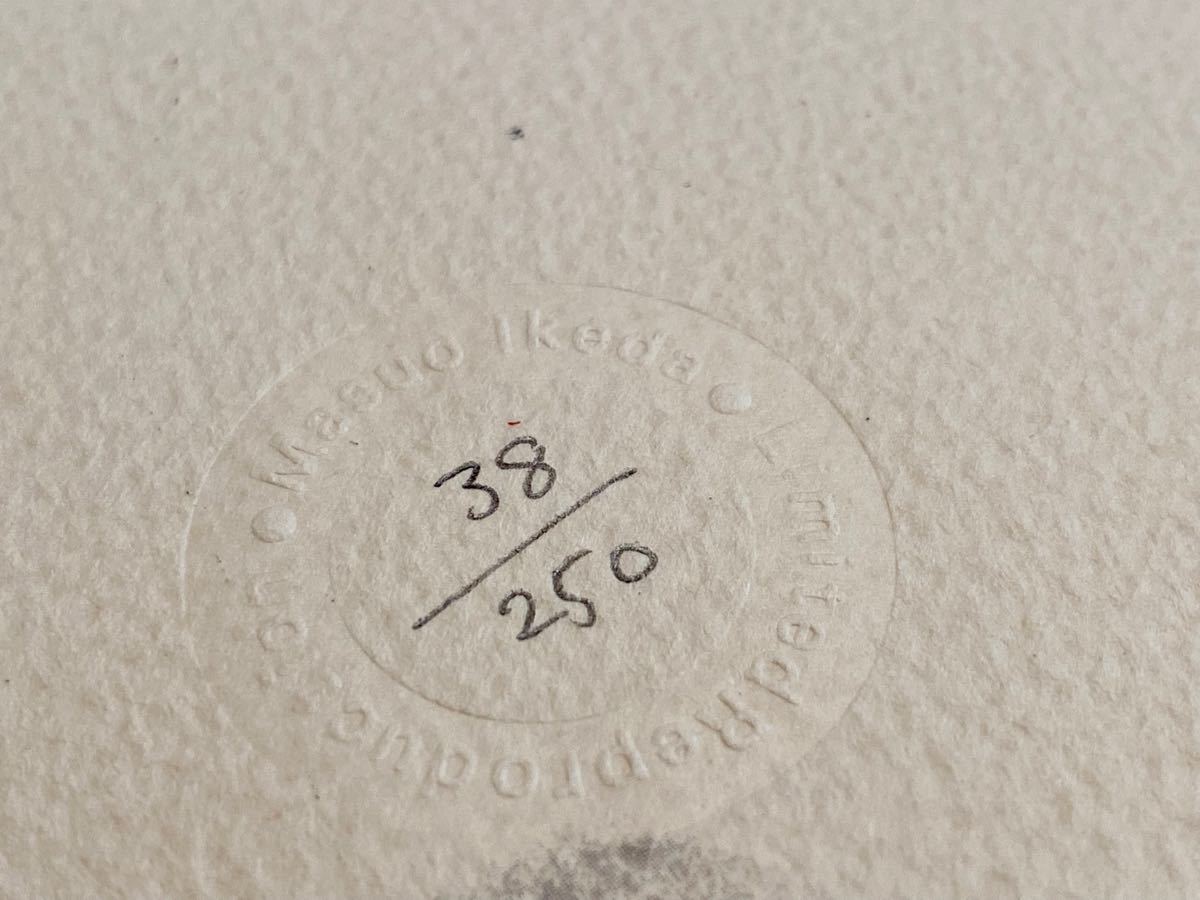 Masuo Ikeda ● Limited Reproduction ●
38/250